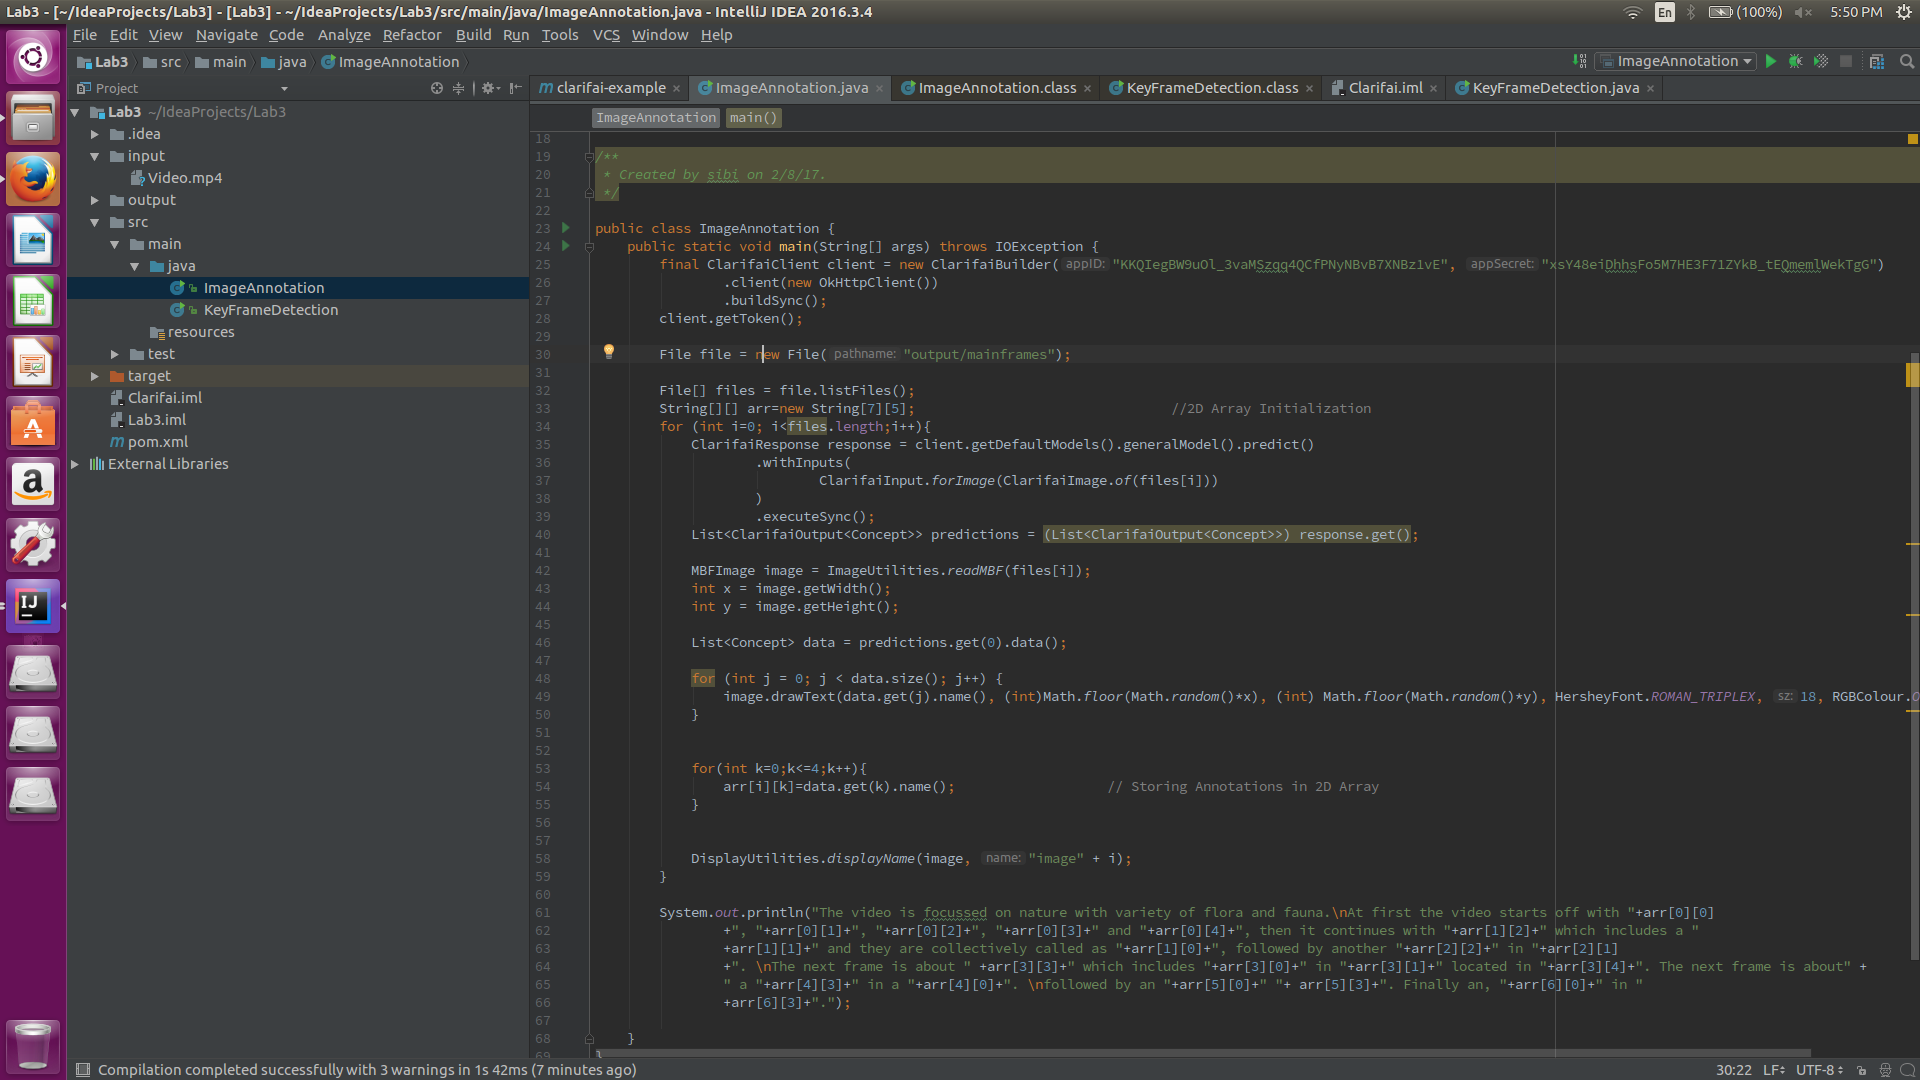 Lab3 - [~/IdeaProjects/Lab3] - [Lab3] - ~/IdeaProjects/Lab3/src/main/java/ImageAnnotation.java - IntelliJ IDEA 2016.3.4
En
(100%)
5:50 PM
File Edit View Navigate Code Analyze Refactor Build Run Tools VCS Window Help
Lab3 src main java ImageAnnotation
ImageAnnotation
Project
clarifai-example ImageAnnotation.java ImageAnnotation.class KeyFrameDetection.class Clarifai.iml KeyFrameDetection.java
Lab3 ~/IdeaProjects/Lab3
.idea
input
Video.mp4
output
src
main
java
ImageAnnotation
KeyFrameDetection
resources
test
target
Clarifai.iml
Lab3.iml
pom.xml
External Libraries
ImageAnnotation main()
18
19 /**
20 * Created by sibi on 2/8/17.
21 */
22
23 public class ImageAnnotation {
24 public static void main(String[] args) throws IOException {
25 final ClarifaiClient client = new ClarifaiBuilder( appID: "KKQIegBW9uOl_3vaMSzqq4QCfPNyNBvB7XNBz1vE", appSecret: "xsY48eiDhhsFo5M7HE3F71ZYkB_tEQmemlWekTgG")
26 .client(new OkHttpClient())
27 .buildSync();
28 client.getToken();
29
30 File file = new File( pathname: "output/mainframes");
31
32 File[] files = file.listFiles();
33 String[][] arr=new String[7][5]; //2D Array Initialization
34 for (int i=0; i<files.length;i++){
35 ClarifaiResponse response = client.getDefaultModels().generalModel().predict()
36 .withInputs(
37 ClarifaiInput.forImage(ClarifaiImage.of(files[i]))
38 )
39 .executeSync();
40 List<ClarifaiOutput<Concept>> predictions = (List<ClarifaiOutput<Concept>>) response.get();
41
42 MBFImage image = ImageUtilities.readMBF(files[i]);
43 int x = image.getWidth();
44 int y = image.getHeight();
45
46 List<Concept> data = predictions.get(0).data();
47
48 for (int j = 0; j < data.size(); j++) {
49 image.drawText(data.get(j).name(), (int)Math.floor(Math.random()*x), (int) Math.floor(Math.random()*y), HersheyFont.ROMAN_TRIPLEX, sz: 18, RGBColour.
50 }
51
52
53 for(int k=0;k<=4;k++){
54 arr[i][k]=data.get(k).name(); // Storing Annotations in 2D Array
55 }
56
57
58 DisplayUtilities.displayName(image, name: "image" + i);
59 }
60
61 System.out.println("The video is focussed on nature with variety of flora and fauna.\nAt first the video starts off with "+arr[0][0]
62 +", "+arr[0][1]+", "+arr[0][2]+", "+arr[0][3]+" and "+arr[0][4]+", then it continues with "+arr[1][2]+" which includes a "
63 +arr[1][1]+" and they are collectively called as "+arr[1][0]+", followed by another "+arr[2][2]+" in "+arr[2][1]
64 +". \nThe next frame is about " +arr[3][3]+" which includes "+arr[3][0]+" in "+arr[3][1]+" located in "+arr[3][4]+". The next frame is about" +
65 " a "+arr[4][3]+" in a "+arr[4][0]+". \nfollowed by an "+arr[5][0]+" "+ arr[5][3]+". Finally an, "+arr[6][0]+" in "
66 +arr[6][3]+".");
67
68 }
69 }
Compilation completed successfully with 3 warnings in 1s 42ms (7 minutes ago)
30:22 LF UTF-8